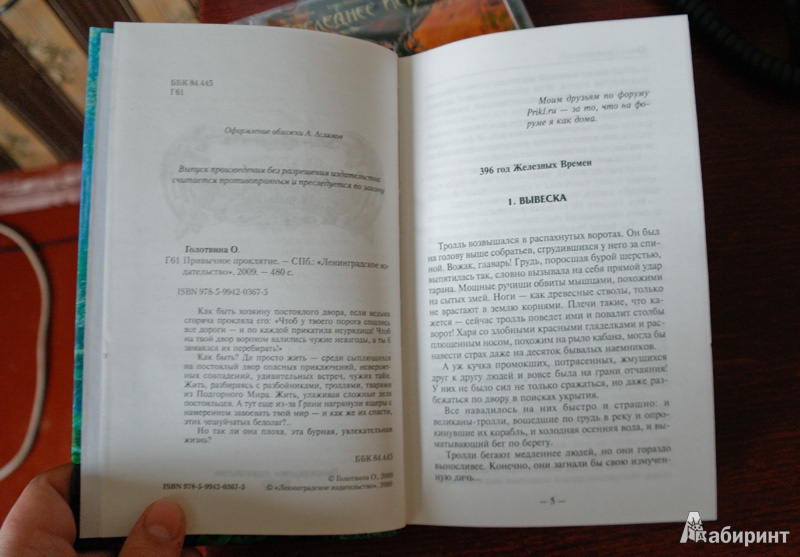 ББК 84.445
Г61
Оформление обложки А. Асланов
Выпуск произведения без разрешения издательства
считается противоправным и преследуется по закону
Голотвина О.
Г61 Привычное проклятие. — СПб.: «Ленинградское из-
дательство», 2009. — 480 с.
ISBN 978-5-9942-0367-5
Как быть хозяину постоялого двора, если ведьма
сгоряча прокляла его: «Чтоб у твоего порога сошлись
все дороги — и по каждой прикатила неурядица! Чтоб
на твой двор вороном валились чужие невзгоды, а ты б
замаялся их перебирать!»
Как быть? Да просто жить — среди сыплющихся
на постоялый двор опасных приключений, невероят-
ных совпадений, удивительных встреч, чужих тайн.
Жить, разбираясь с разбойниками, троллями, тварями
из Подгорного Мира. Жить, улаживая сложные дела
постояльцев. А тут еще из-за Грани нагрянули ящеры с
намерением завоевать твой мир — и как же их спасти,
этих чешуйчатых бедолаг?..
Но так ли она плоха, эта бурная, увлекательная
жизнь?
ББК 84.445
© Голотвина О., 2009
ISBN 978-5-9942-0367-5
© «Ленинградское издательство», 2009
Моим друзьям по форуму
Prikl.ru — за то, что на фо-
руме я как дома.
396 год Железных Времен
1. ВЫВЕСКА
Тролль возвышался в распахнутых воротах. Он был
на голову выше собратьев, сгрудившихся у него за спи-
ной. Вожак, главарь! Грудь, поросшая бурой шерстью,
выпятилась так, словно вызывала на себя прямой удар
тарана. Мощные ручищи обвиты мышцами, похожими
на сытых змей. Ноги — как древесные стволы, только
не врастают в землю корнями. Плечи такие, что ка-
жется — сейчас тролль поведет ими и повалит столбы
ворот! Харя со злобными красными гляделками и рас-
плющенным носом, похожим на рыло кабана, могла бы
навести страх даже на десяток бывалых наемников.
А уж кучка промокших, потрясенных, жмущихся
друг к другу людей и вовсе была на грани отчаяния!
У них не было сил не только сражаться, но даже разбе-
жаться по двору в поисках укрытия.
Все навалилось на них быстро и страшно: и
великаны-тролли, вошедшие по грудь в реку и опро-
кинувшие их корабль, и холодная осенняя вода, и вы-
матывающий бег по берегу.
Тролли бегают медленнее людей, но они гораздо
выносливее. Конечно, они загнали бы свою измучен-
ную дичь...
— 5 —
Лабиринт